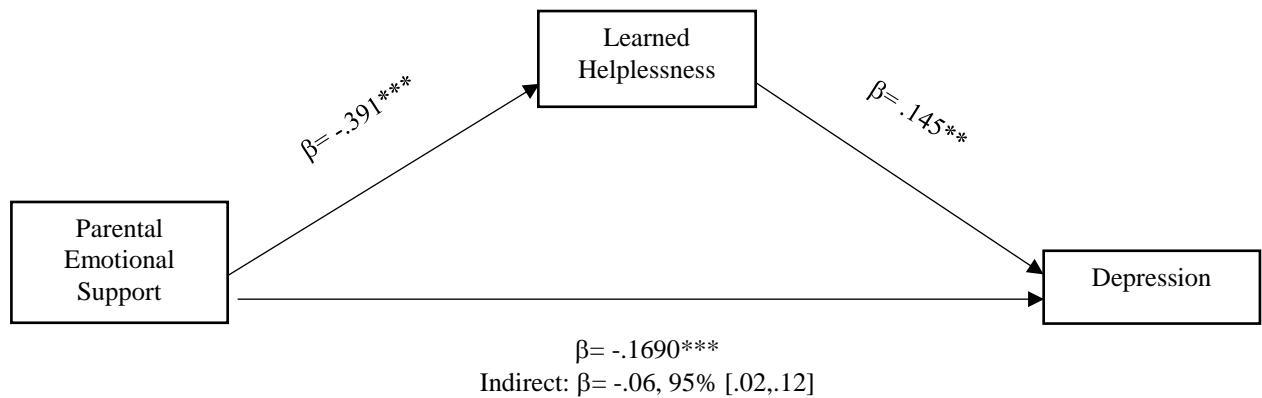 Learned
Helplessness
β= -.391***
β= .145**
Parental
Emotional
Support
Depression
β= -.1690***
Indirect: β= -.06, 95% [.02,.12]